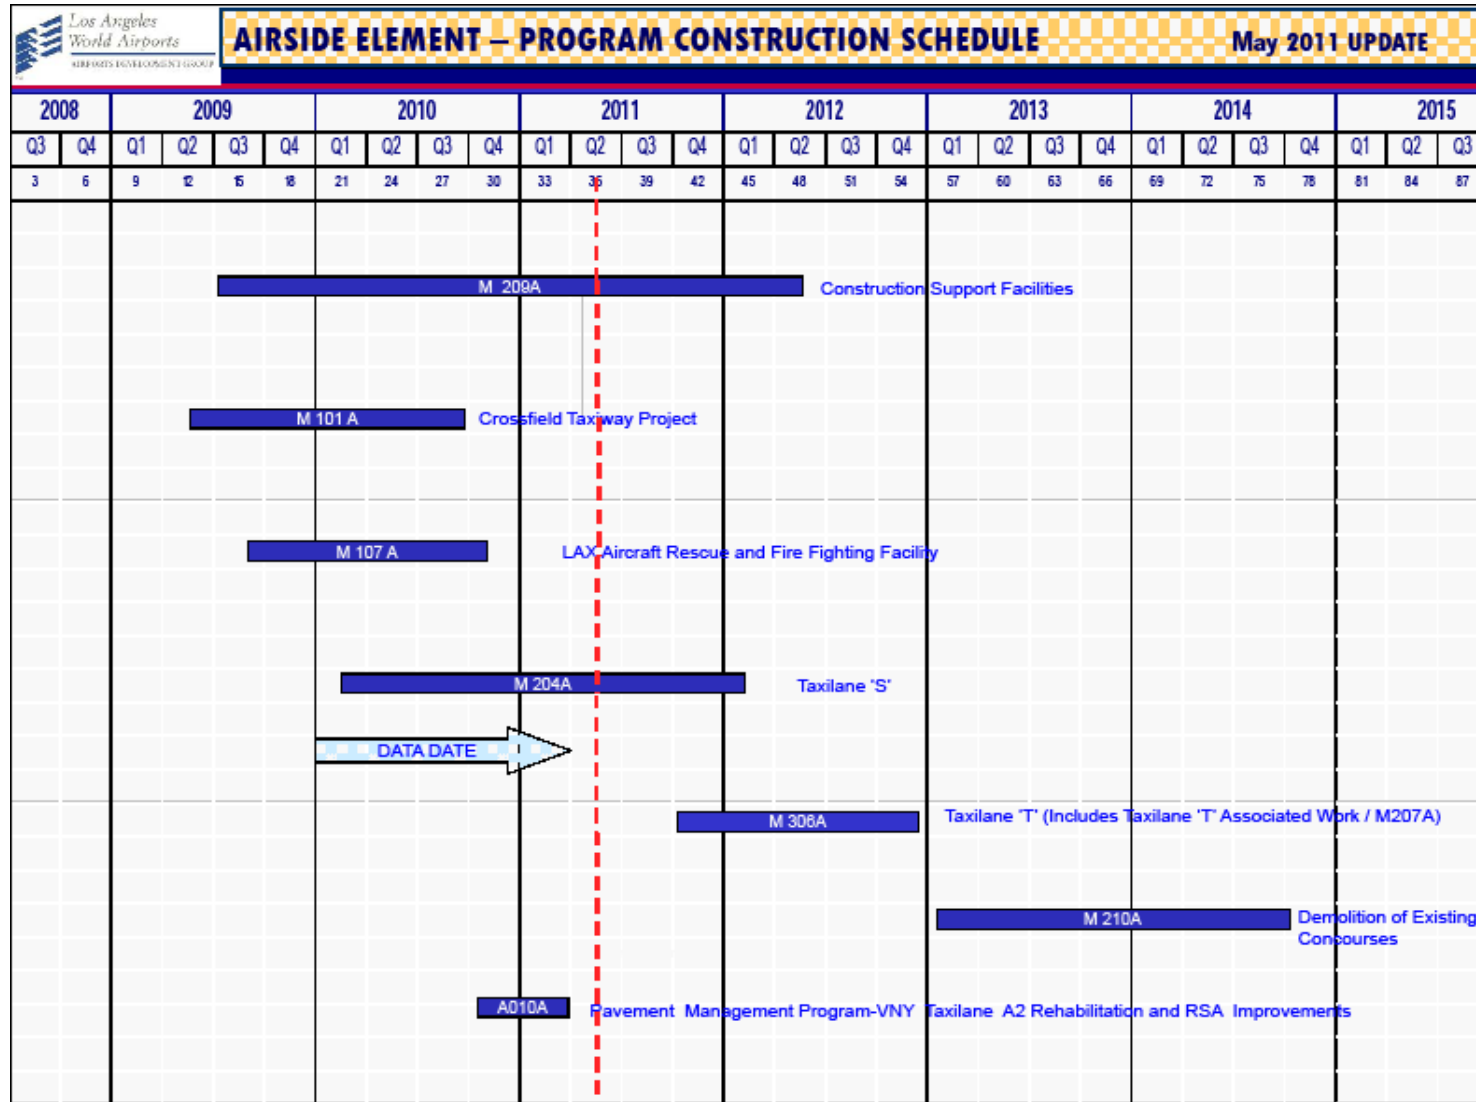 Los Angeles
World Airports
AIRPORTS DEVELOPMENT GROUP
AIRSIDE ELEMENT – PROGRAM CONSTRUCTION SCHEDULE May 2011 UPDATE
2008 2009 2010 2011 2012 2013 2014 2015
Q3 Q4 Q1 Q2 Q3 Q4 Q1 Q2 Q3 Q4 Q1 Q2 Q3 Q4 Q1 Q2 Q3 Q4 Q1 Q2 Q3 Q4 Q1 Q2 Q3 Q4 Q1 Q2 Q3
3 6 9 12 15 18 21 24 27 30 33 36 39 42 45 48 51 54 57 60 63 66 69 72 75 78 81 84 87
M 209A Construction Support Facilities
M 101 A Crossfield Taxiway Project
M 107 A LAX Aircraft Rescue and Fire Fighting Facility
M 204A Taxilane "S"
DATA DATE
M 306A Taxilane "T" (Includes Taxilane "T" Associated Work / M207A)
M 210A Demolition of Existing
Concourses
A010A Pavement Management Program-VNY Taxilane A2 Rehabilitation and RSA Improvements